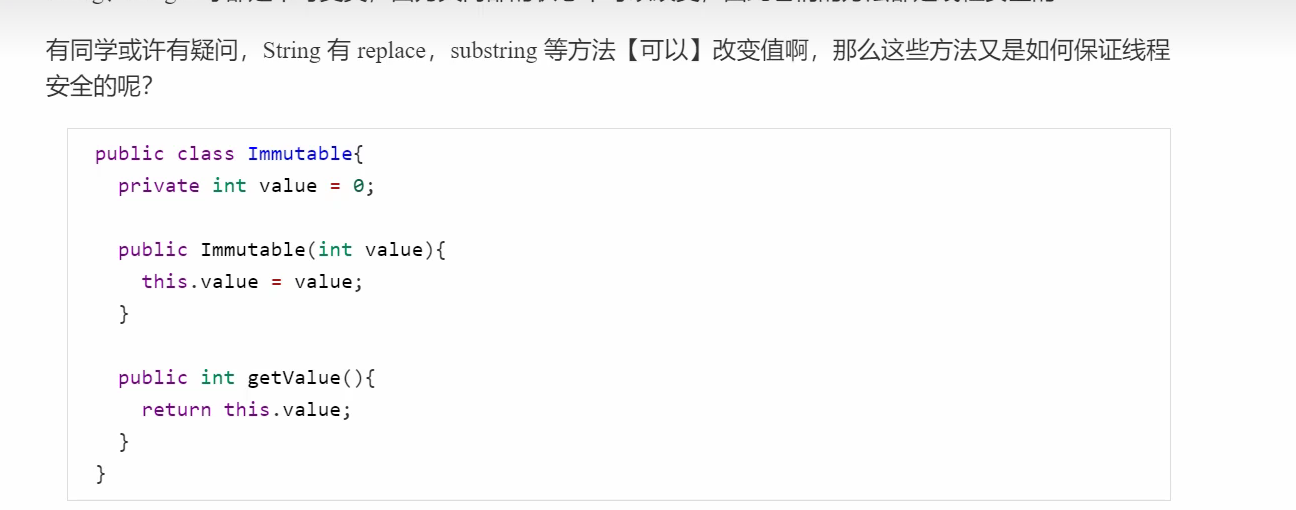 有同学或许有疑问，String 有 replace，substring 等方法【可以】改变值啊，那么这些方法又是如何保证线程
安全的呢？
public class Immutable{
private int value = 0;
public Immutable(int value){
this.value = value;
}
public int getValue(){
return this.value;
}
}